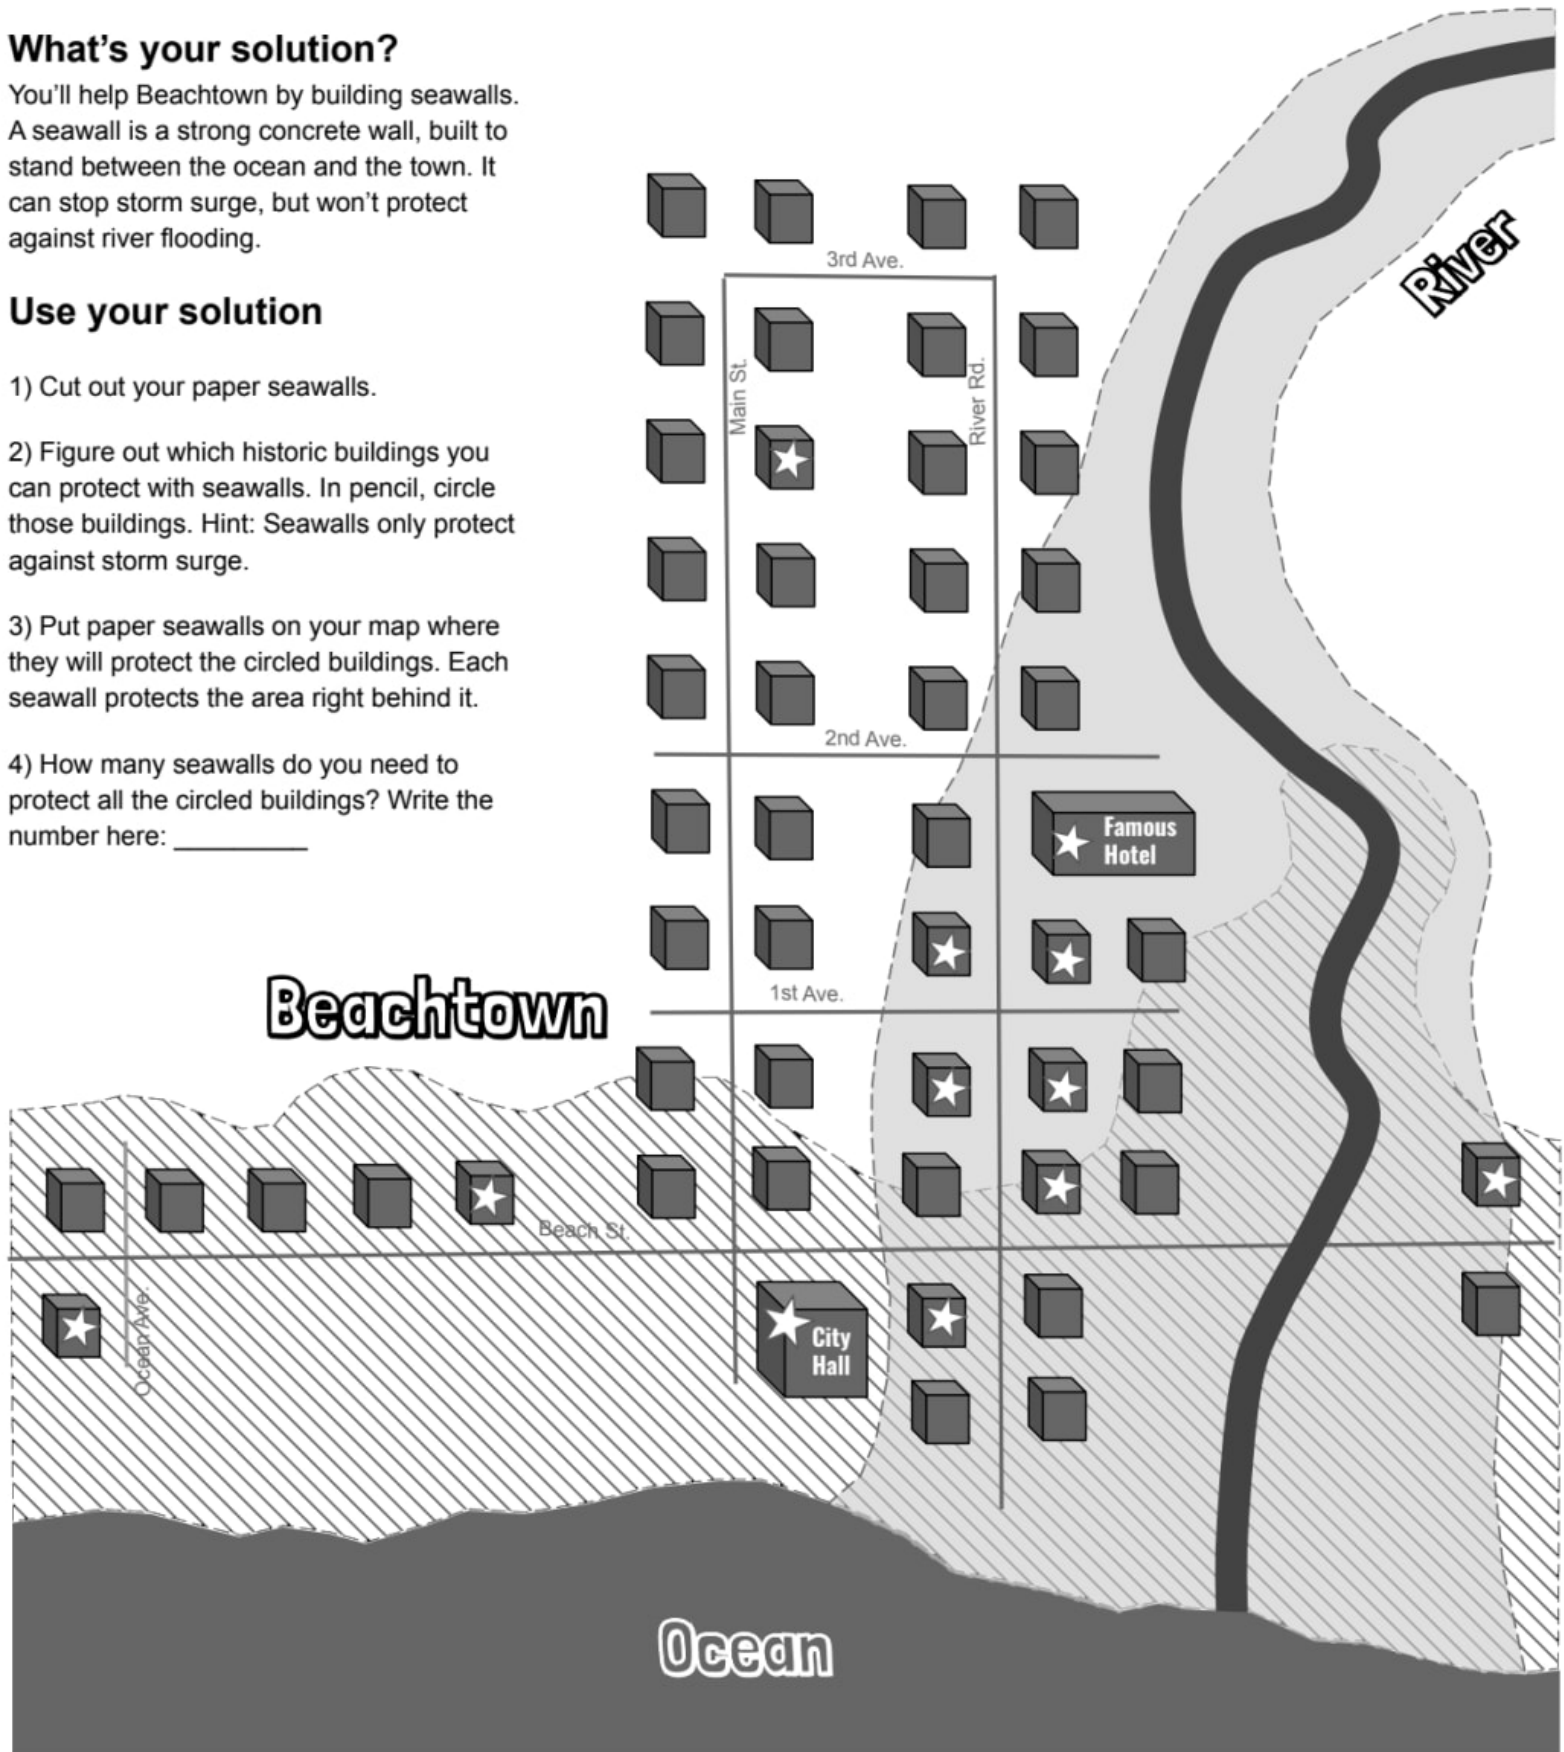 What's your solution?
You'll help Beachtown by building seawalls.
A seawall is a strong concrete wall, built to
stand between the ocean and the town. It
can stop storm surge, but won't protect
against river flooding.
Use your solution
1) Cut out your paper seawalls.
2) Figure out which historic buildings you
can protect with seawalls. In pencil, circle
those buildings. Hint: Seawalls only protect
against storm surge.
3) Put paper seawalls on your map where
they will protect the circled buildings. Each
seawall protects the area right behind it.
4) How many seawalls do you need to
protect all the circled buildings? Write the
number here: __________
River
3rd Ave.
Main St.
River Rd.
2nd Ave.
Famous
Hotel
Beachtown
1st Ave.
Beach St.
Ocean Ave.
City
Hall
Ocean